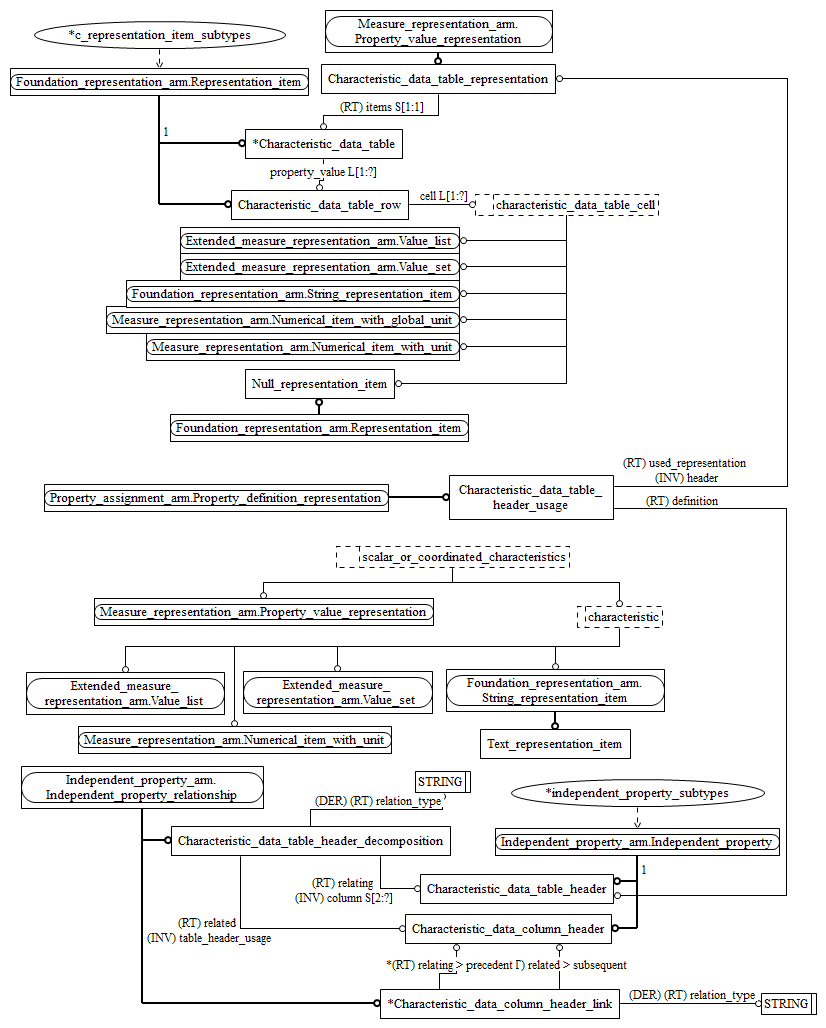 *c_representation_item_subtypes
Measure_representation_arm.
Property_value_representation
Foundation_representation_arm.Representation_item
Characteristic_data_table_representation
(RT) items S[1:1]
1
*Characteristic_data_table
property_value L[1:?]
Characteristic_data_table_row
cell L[1:?]
characteristic_data_table_cell
Extended_measure_representation_arm.Value_list
Extended_measure_representation_arm.Value_set
Foundation_representation_arm.String_representation_item
Measure_representation_arm.Numerical_item_with_global_unit
Measure_representation_arm.Numerical_item_with_unit
Null_representation_item
Foundation_representation_arm.Representation_item
(RT) used_representation
(INV) header
Property_assignment_arm.Property_definition_representation
Characteristic_data_table_
header_usage
(RT) definition
scalar_or_coordinated_characteristics
Measure_representation_arm.Property_value_representation
characteristic
Extended_measure_
representation_arm.Value_list
Extended_measure_
representation_arm.Value_set
Foundation_representation_arm.
String_representation_item
Measure_representation_arm.Numerical_item_with_unit
Text_representation_item
Independent_property_arm.
Independent_property_relationship
STRING
(DER) (RT) relation_type
*independent_property_subtypes
Characteristic_data_table_header_decomposition
Independent_property_arm.Independent_property
1
(RT) relating
(INV) column S[2:?]
Characteristic_data_table_header
(RT) related
(INV) table_header_usage
Characteristic_data_column_header
*(RT) relating > precedent Γ) related > subsequent
*Characteristic_data_column_header_link
(DER) (RT) relation_type
STRING